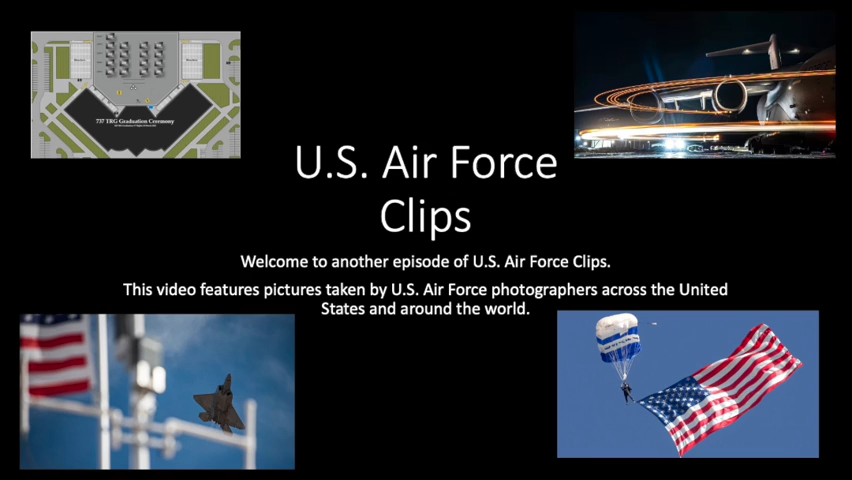 737 TRG Graduation Ceremony
U.S. Air Force
Clips
Welcome to another episode of U.S. Air Force Clips.
This video features pictures taken by U.S. Air Force photographers across the United
States and around the world.